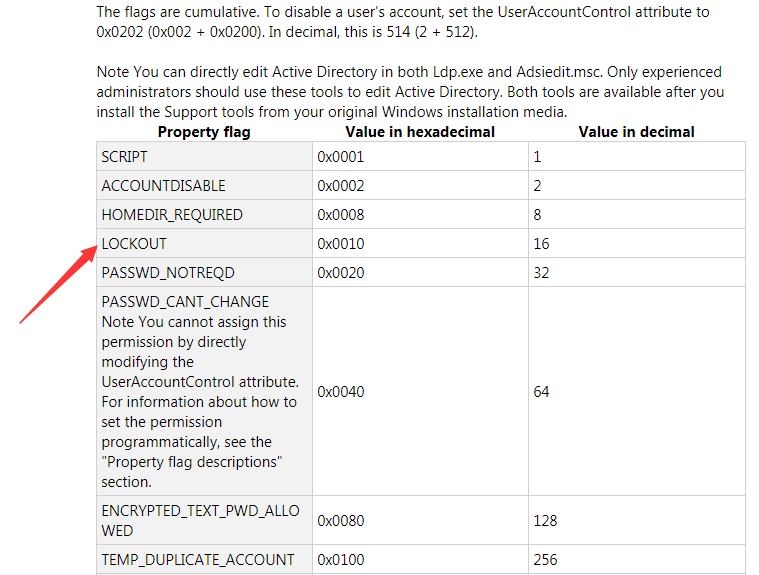 The flags are cumulative. To disable a user's account, set the UserAccountControl attribute to
0x0202 (0x002 + 0x0200). In decimal, this is 514 (2 + 512).
Note You can directly edit Active Directory in both Ldp.exe and Adsiedit.msc. Only experienced
administrators should use these tools to edit Active Directory. Both tools are available after you
install the Support tools from your original Windows installation media.
Property flag Value in hexadecimal Value in decimal
SCRIPT 0x0001 1
ACCOUNTDISABLE 0x0002 2
HOMEDIR_REQUIRED 0x0008 8
LOCKOUT 0x0010 16
PASSWD_NOTREQD 0x0020 32
PASSWD_CANT_CHANGE
Note You cannot assign this
permission by directly
modifying the
UserAccountControl attribute.
For information about how to
set the permission
programmatically, see the
"Property flag descriptions"
section.
0x0040 64
ENCRYPTED_TEXT_PWD_ALLO
WED
0x0080 128
TEMP_DUPLICATE_ACCOUNT 0x0100 256